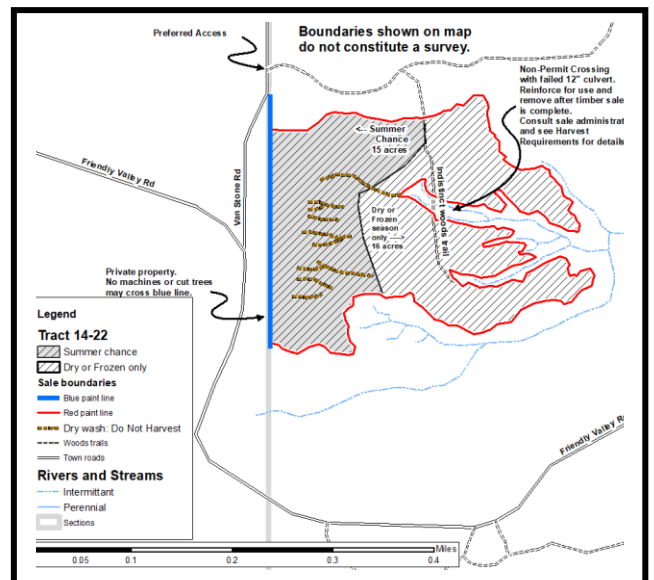 Preferred Access
Boundaries shown on map
do not constitute a survey.
Non-Permit Crossing
with failed 12" culvert.
Reinforce for use and
remove after timber sale
is complete.
Consult sale administrat
and see Harvest
Requirements for details
<-- Summer
Chance
15 acres
Friendly Valley Rd
Van Stone Rd
Indistinct woods trail
Dry or
Frozen
season
only ---->
16 acres
Private property.
No machines or cut trees
may cross blue line.
Legend
Tract 14-22
Summer chance
Dry or Frozen only
Sale boundaries
Blue paint line
Red paint line
Dry wash: Do Not Harvest
Woods trails
Town roads
Rivers and Streams
Intermittant
Perennial
Sections
Friendly Valley R
Miles
0.05
0.1
0.2
0.3
0.4